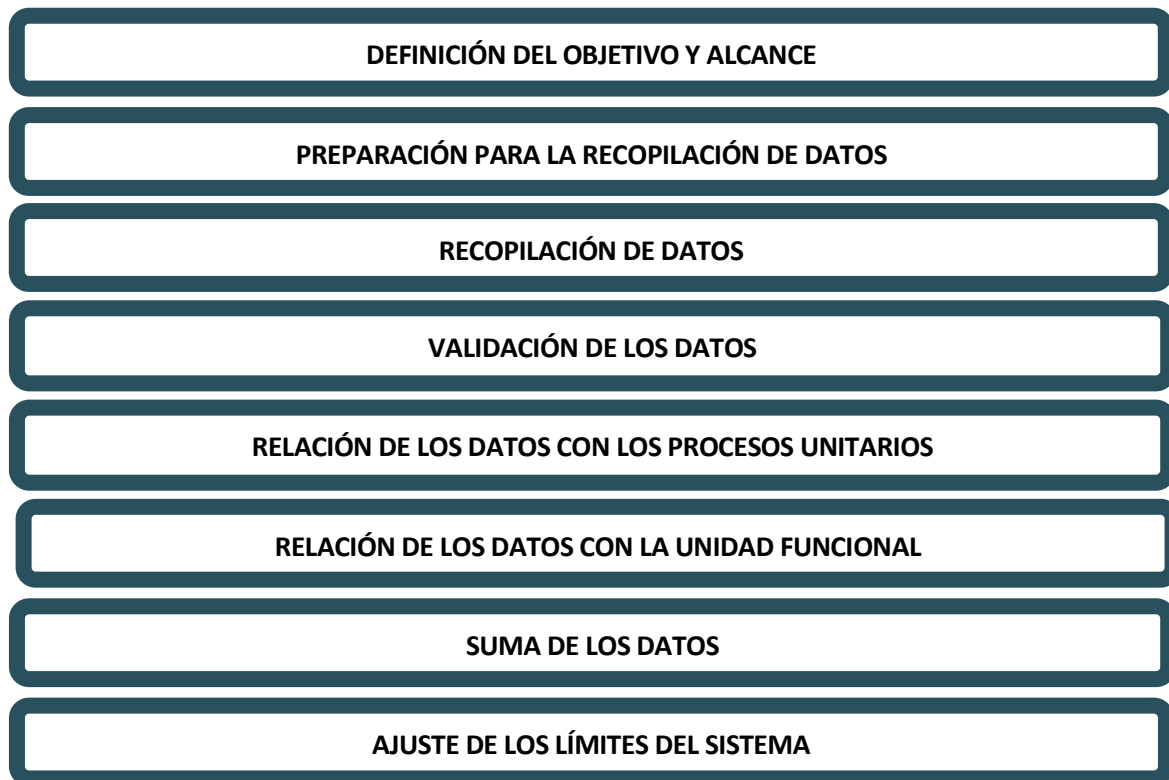 DEFINICIÓN DEL OBJETIVO Y ALCANCE
PREPARACIÓN PARA LA RECOPILACIÓN DE DATOS
RECOPILACIÓN DE DATOS
VALIDACIÓN DE LOS DATOS
RELACIÓN DE LOS DATOS CON LOS PROCESOS UNITARIOS
RELACIÓN DE LOS DATOS CON LA UNIDAD FUNCIONAL
SUMA DE LOS DATOS
AJUSTE DE LOS LÍMITES DEL SISTEMA